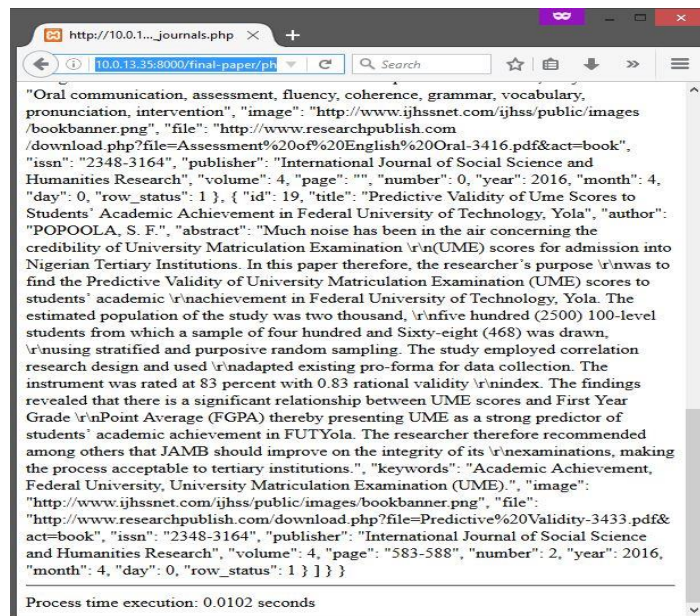 http://10.0.1..._journals.php
10.0.13.35:8000/final-paper/ph
Search
"Oral communication, assessment, fluency, coherence, grammar, vocabulary,
pronunciation, intervention", "image": "http://www.ijhssnet.com/ijhss/public/images
/bookbanner.png", "file": "http://www.researchpublish.com
/download.php?file=Assessment%20of%20English%20Oral-3416.pdf&act=book",
"issn": "2348-3164", "publisher": "International Journal of Social Science and
Humanities Research", "volume": 4, "page": "", "number": 0, "year": 2016, "month": 4,
"day": 0, "row_status": 1 }, { "id": 19, "title": "Predictive Validity of Ume Scores to
Students' Academic Achievement in Federal University of Technology, Yola", "author":
"POPOOLA, S. F.", "abstract": "Much noise has been in the air concerning the
credibility of University Matriculation Examination \r\n(UME) scores for admission into
Nigerian Tertiary Institutions. In this paper therefore, the researcher's purpose \r\nwas to
find the Predictive Validity of University Matriculation Examination (UME) scores to
students' academic \r\nachievement in Federal University of Technology, Yola. The
estimated population of the study was two thousand, \r\nfive hundred (2500) 100-level
students from which a sample of four hundred and Sixty-eight (468) was drawn,
\r\nusing stratified and purposive random sampling. The study employed correlation
research design and used \r\nadapted existing pro-forma for data collection. The
instrument was rated at 83 percent with 0.83 rational validity \r\nindex. The findings
revealed that there is a significant relationship between UME scores and First Year
Grade \r\nPoint Average (FGPA) thereby presenting UME as a strong predictor of
students' academic achievement in FUTYola. The researcher therefore recommended
among others that JAMB should improve on the integrity of its \r\nexaminations, making
the process acceptable to tertiary institutions.", "keywords": "Academic Achievement,
Federal University, University Matriculation Examination (UME).", "image":
"http://www.ijhssnet.com/ijhss/public/images/bookbanner.png", "file":
"http://www.researchpublish.com/download.php?file=Predictive%20Validity-3433.pdf&
act=book", "issn": "2348-3164", "publisher": "International Journal of Social Science
and Humanities Research", "volume": 4, "page": "583-588", "number": 2, "year": 2016,
"month": 4, "day": 0, "row_status": 1 } ] } }
Process time execution: 0.0102 seconds